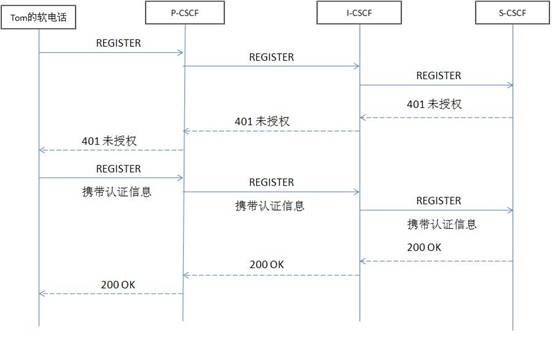 Tom的软电话
P-CSCF
I-CSCF
S-CSCF
REGISTER
REGISTER
REGISTER
401 未授权
401 未授权
401 未授权
REGISTER
携带认证信息
REGISTER
携带认证信息
REGISTER
携带认证信息
200 OK
200 OK
200 OK